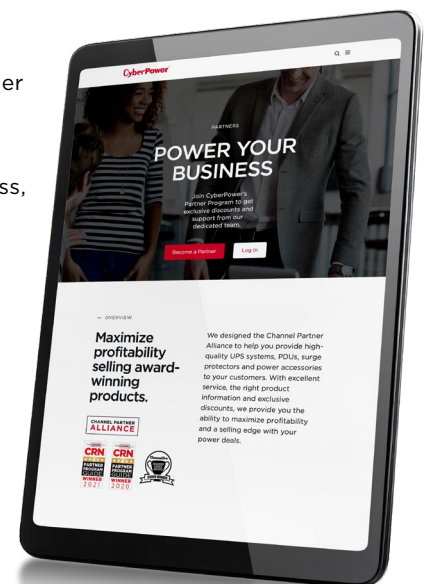 er
ss,
CyberPower
PARTNERS
POWER YOUR
BUSINESS
Join CyberPower's
Partner Program to get
exclusive discounts and
support from our
dedicated team.
Become a Partner
Log In
OVERVIEW
Maximize
profitability
selling award-
winning
products.
We designed the Channel Partner
Alliance to help you provide high-
quality UPS systems, PDUs, surge
protectors and power accessories
to your customers. With excellent
service, the right product
information and exclusive
discounts, we provide you the
ability to maximize profitability
and a selling edge with your
power deals.
CHANNEL PARTNER
ALLIANCE
CRN
PARTNER
PROGRAM
GUIDE
WINNER
2021
CRN
PARTNER
PROGRAM
GUIDE
WINNER
2020